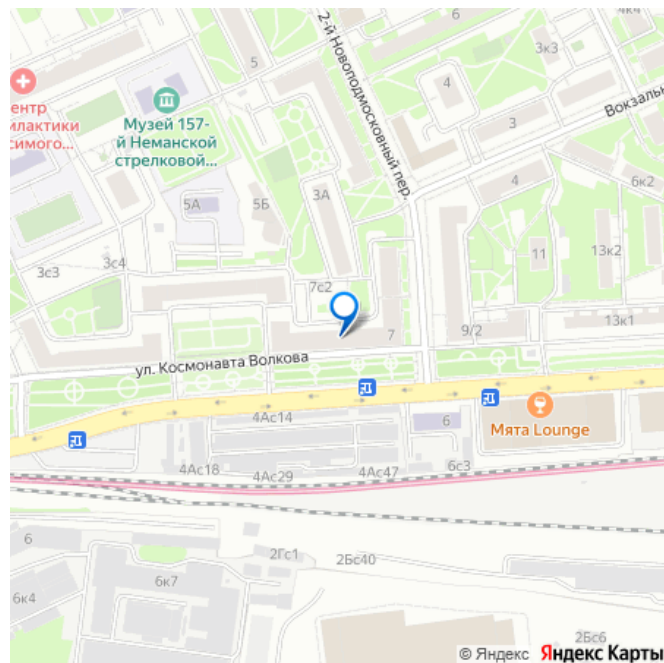 6
4к4
2-й Новоподмосковный пер.
3к3
5
4
Вокзальн
ентр
илактики
симого...
Музей 157-
й Неманской
стрелковой...
3
4
6к2
5А
5Б
3А
11
13к2
3с3
3с4
7с2
7
9/2
13к1
ул. Космонавта Волкова
4Ас14
6
Мята Lounge
4Ас18
4Ас29
4Ас47
6с3
6
2Гс1
2Бс40
6к7
6к4
2Бс6
© Яндекс Яндекс Карты